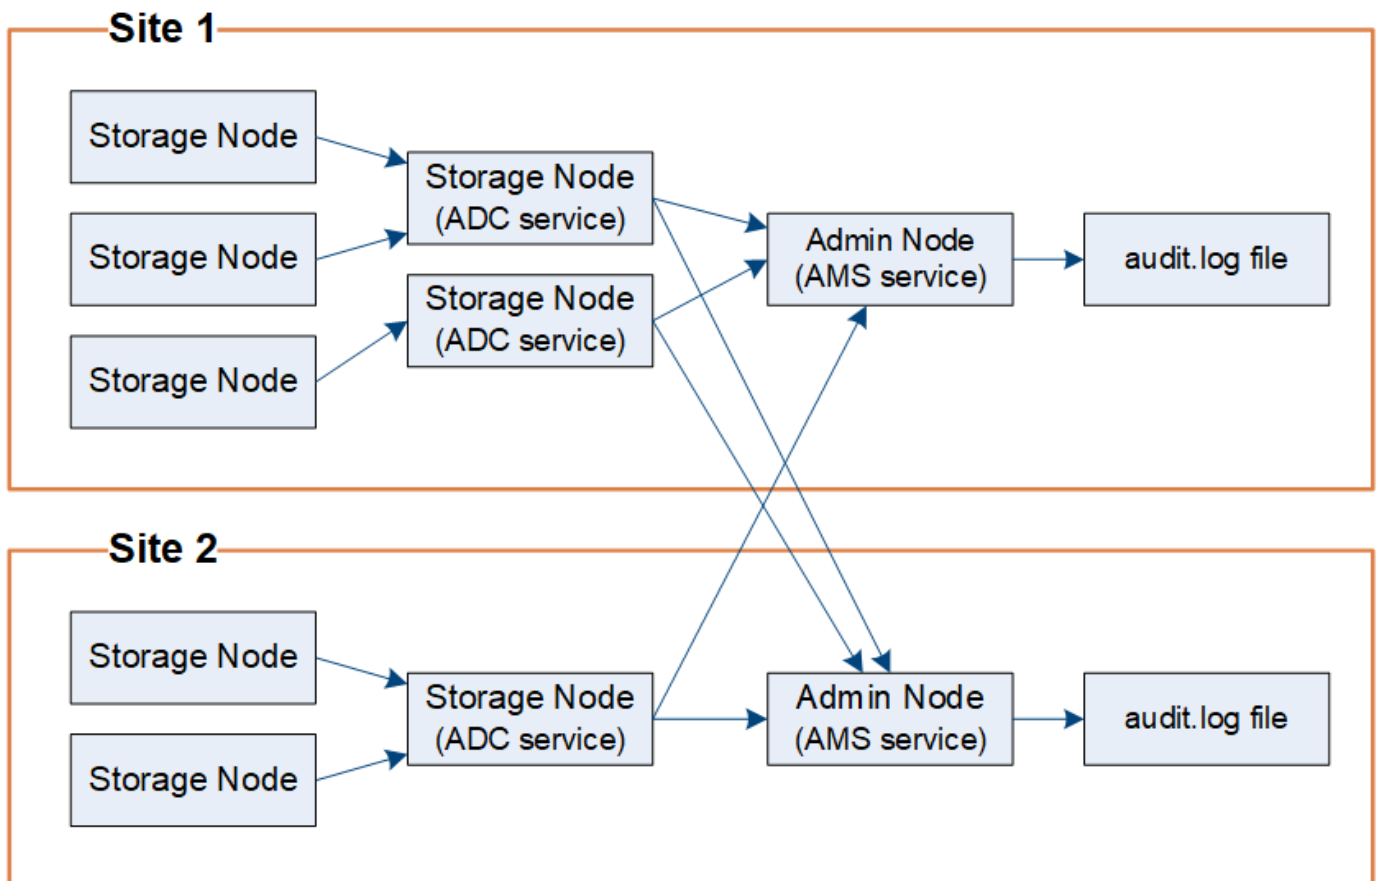 Site 1
Storage Node
Storage Node
Storage Node
Storage Node
(ADC service)
Storage Node
(ADC service)
Admin Node
(AMS service)
audit.log file
Site 2
Storage Node
Storage Node
Storage Node
(ADC service)
Admin Node
(AMS service)
audit.log file